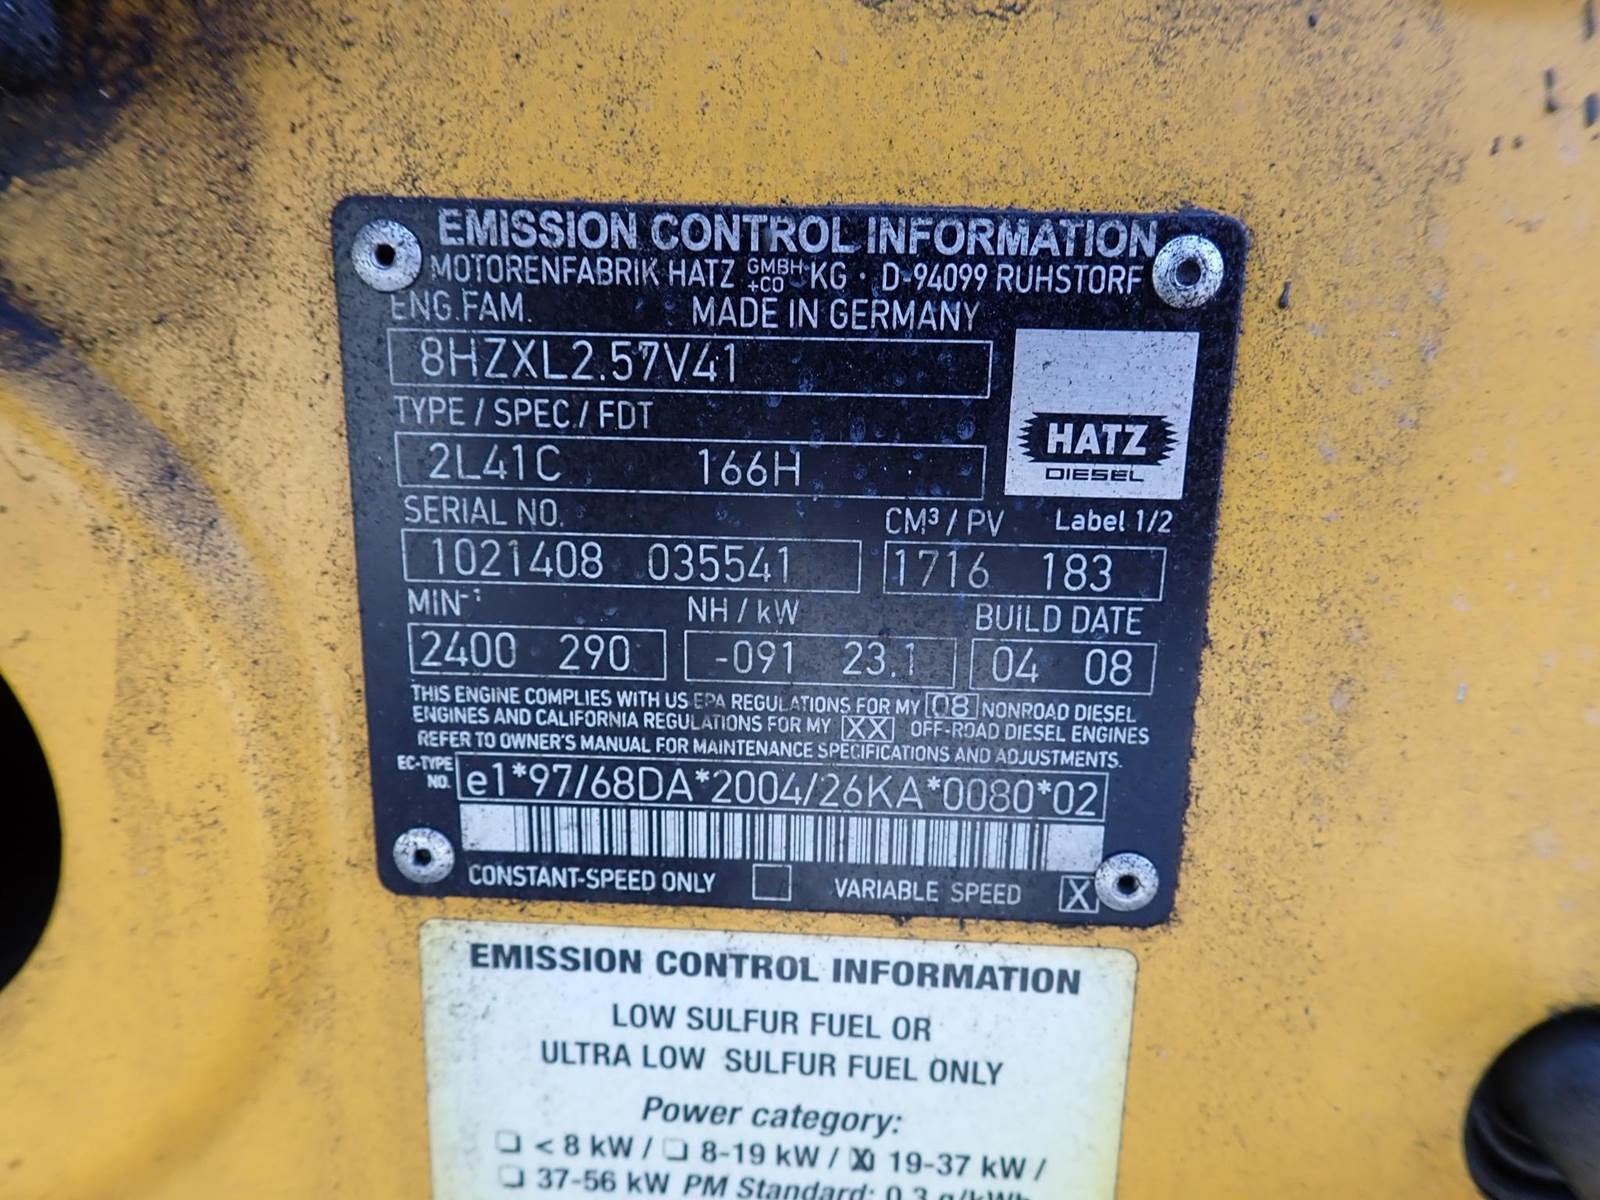 EMISSION CONTROL INFORMATION
MOTORENFABRIK HATZ GMBH +CO KG · D-94099 RUHSTORF
ENG.FAM. MADE IN GERMANY
8HZXL2.57V41
TYPE / SPEC./ FDT
2L41C 166H
HATZ
DIESEL
SERIAL NO. CM³ / PV Label 1/2
1021408 035541 1716 183
MIN⁻¹ NH / kW BUILD DATE
2400 290 -091 23.1 04 08
THIS ENGINE COMPLIES WITH US EPA REGULATIONS FOR MY 08 NONROAD DIESEL
ENGINES AND CALIFORNIA REGULATIONS FOR MY XX OFF-ROAD DIESEL ENGINES
REFER TO OWNER'S MANUAL FOR MAINTENANCE SPECIFICATIONS AND ADJUSTMENTS.
EC-TYPE NO. e1*97/68DA*2004/26KA*0080*02
CONSTANT-SPEED ONLY VARIABLE SPEED X
EMISSION CONTROL INFORMATION
LOW SULFUR FUEL OR
ULTRA LOW SULFUR FUEL ONLY
Power category:
❏ < 8 kW / ❏ 8-19 kW / ❏X 19-37 kW /
❏ 37-56 kW PM Standard: 0.3 g/kWh